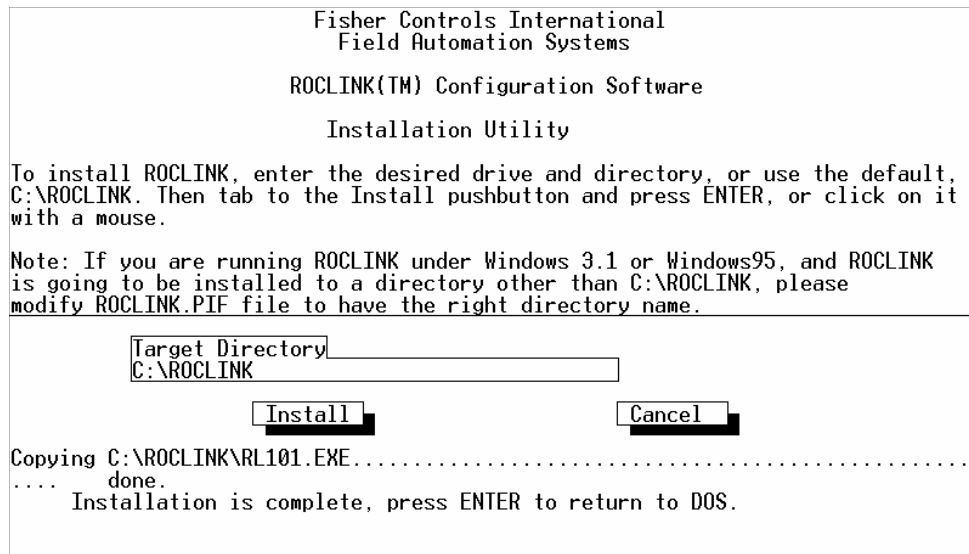 Fisher Controls International
Field Automation Systems
ROCLINK(TM) Configuration Software
Installation Utility
To install ROCLINK, enter the desired drive and directory, or use the default,
C:\ROCLINK. Then tab to the Install pushbutton and press ENTER, or click on it
with a mouse.
Note: If you are running ROCLINK under Windows 3.1 or Windows95, and ROCLINK
is going to be installed to a directory other than C:\ROCLINK, please
modify ROCLINK.PIF file to have the right directory name.
Target Directory
C:\ROCLINK
Install Cancel
Copying C:\ROCLINK\RL101.EXE...................................................
.... done.
Installation is complete, press ENTER to return to DOS.